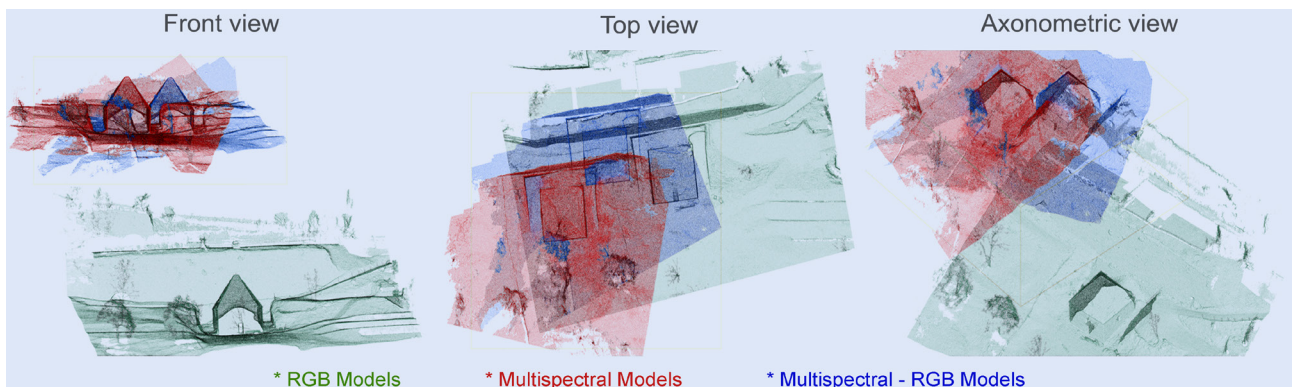 Front view
Top view
Axonometric view
* RGB Models
* Multispectral Models
* Multispectral - RGB Models